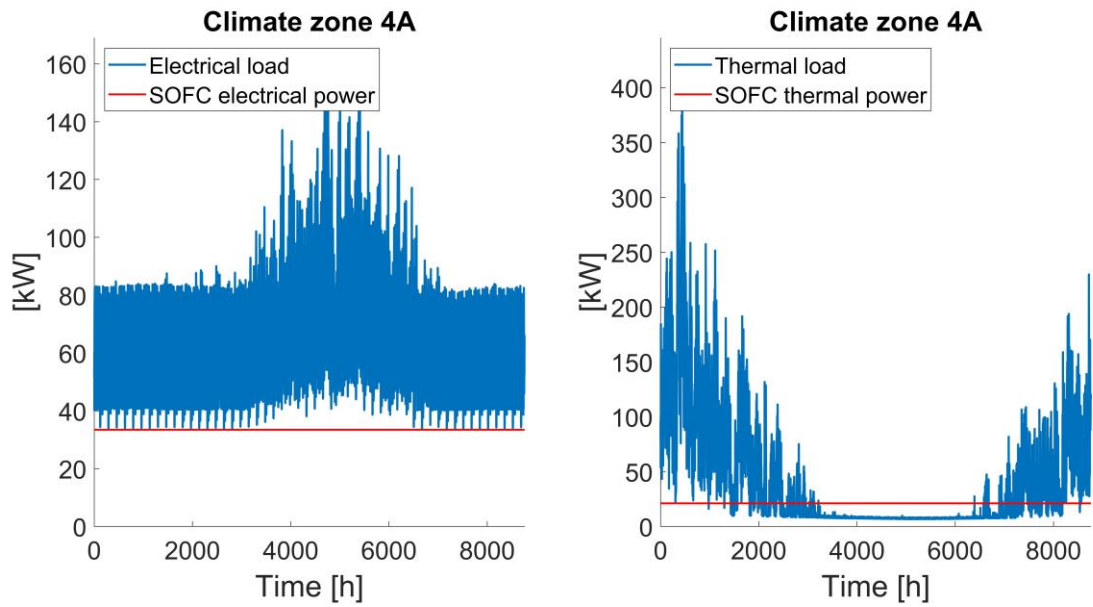 Climate zone 4A
Electrical load
SOFC electrical power
[kW]
160
140
120
100
80
60
40
20
0
0 2000 4000 6000 8000
Time [h]
Climate zone 4A
Thermal load
SOFC thermal power
[kW]
400
350
300
250
200
150
100
50
0
0 2000 4000 6000 8000
Time [h]